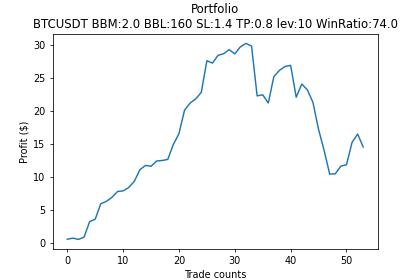 Portfolio
BTCUSDT BBM:2.0 BBL:160 SL:1.4 TP:0.8 lev:10 WinRatio:74.0
30
25
20
15
10
5
0
Profit ($)
0 10 20 30 40 50
Trade counts